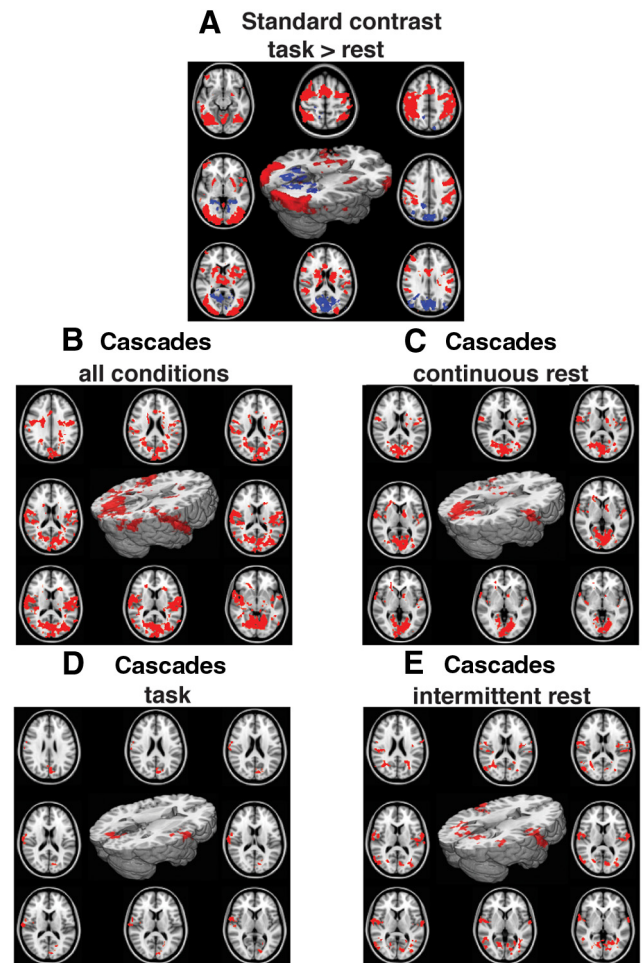 A Standard contrast
task > rest
B Cascades
all conditions
C Cascades
continuous rest
D Cascades
task
E Cascades
intermittent rest